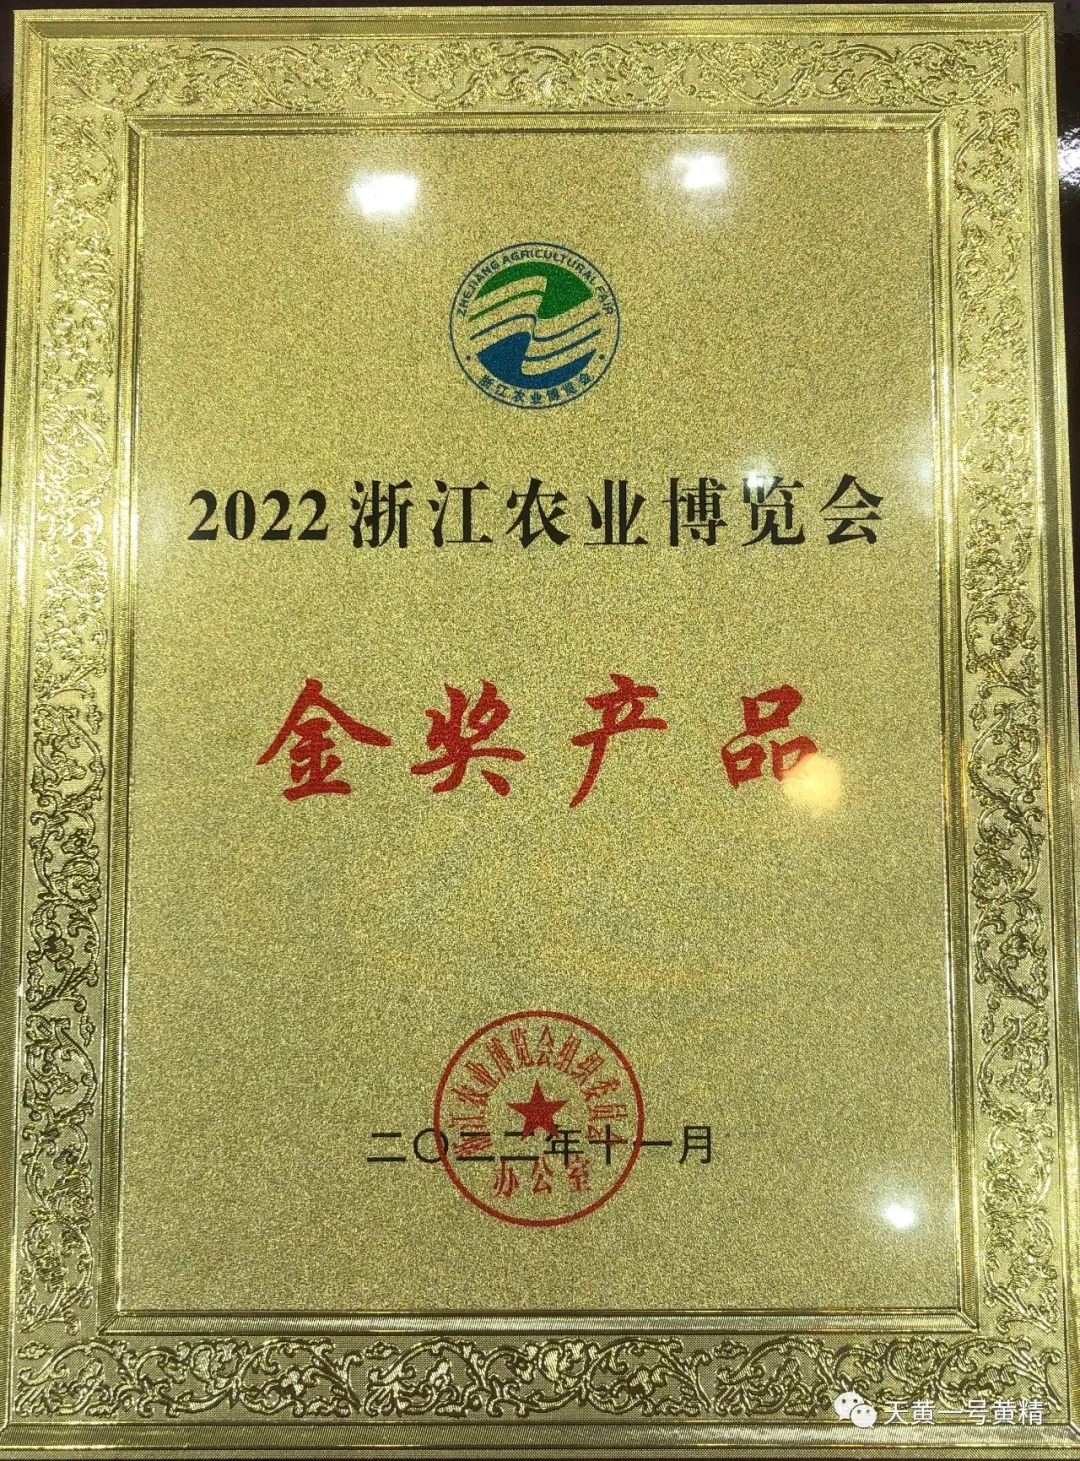 ZHEJIANG AGRICULTURAL FAIR
浙江农业博览会
2022浙江农业博览会
金奖产品
浙江农业博览会组织委员会
二〇二二年十一月
办公室
天黄一号黄精